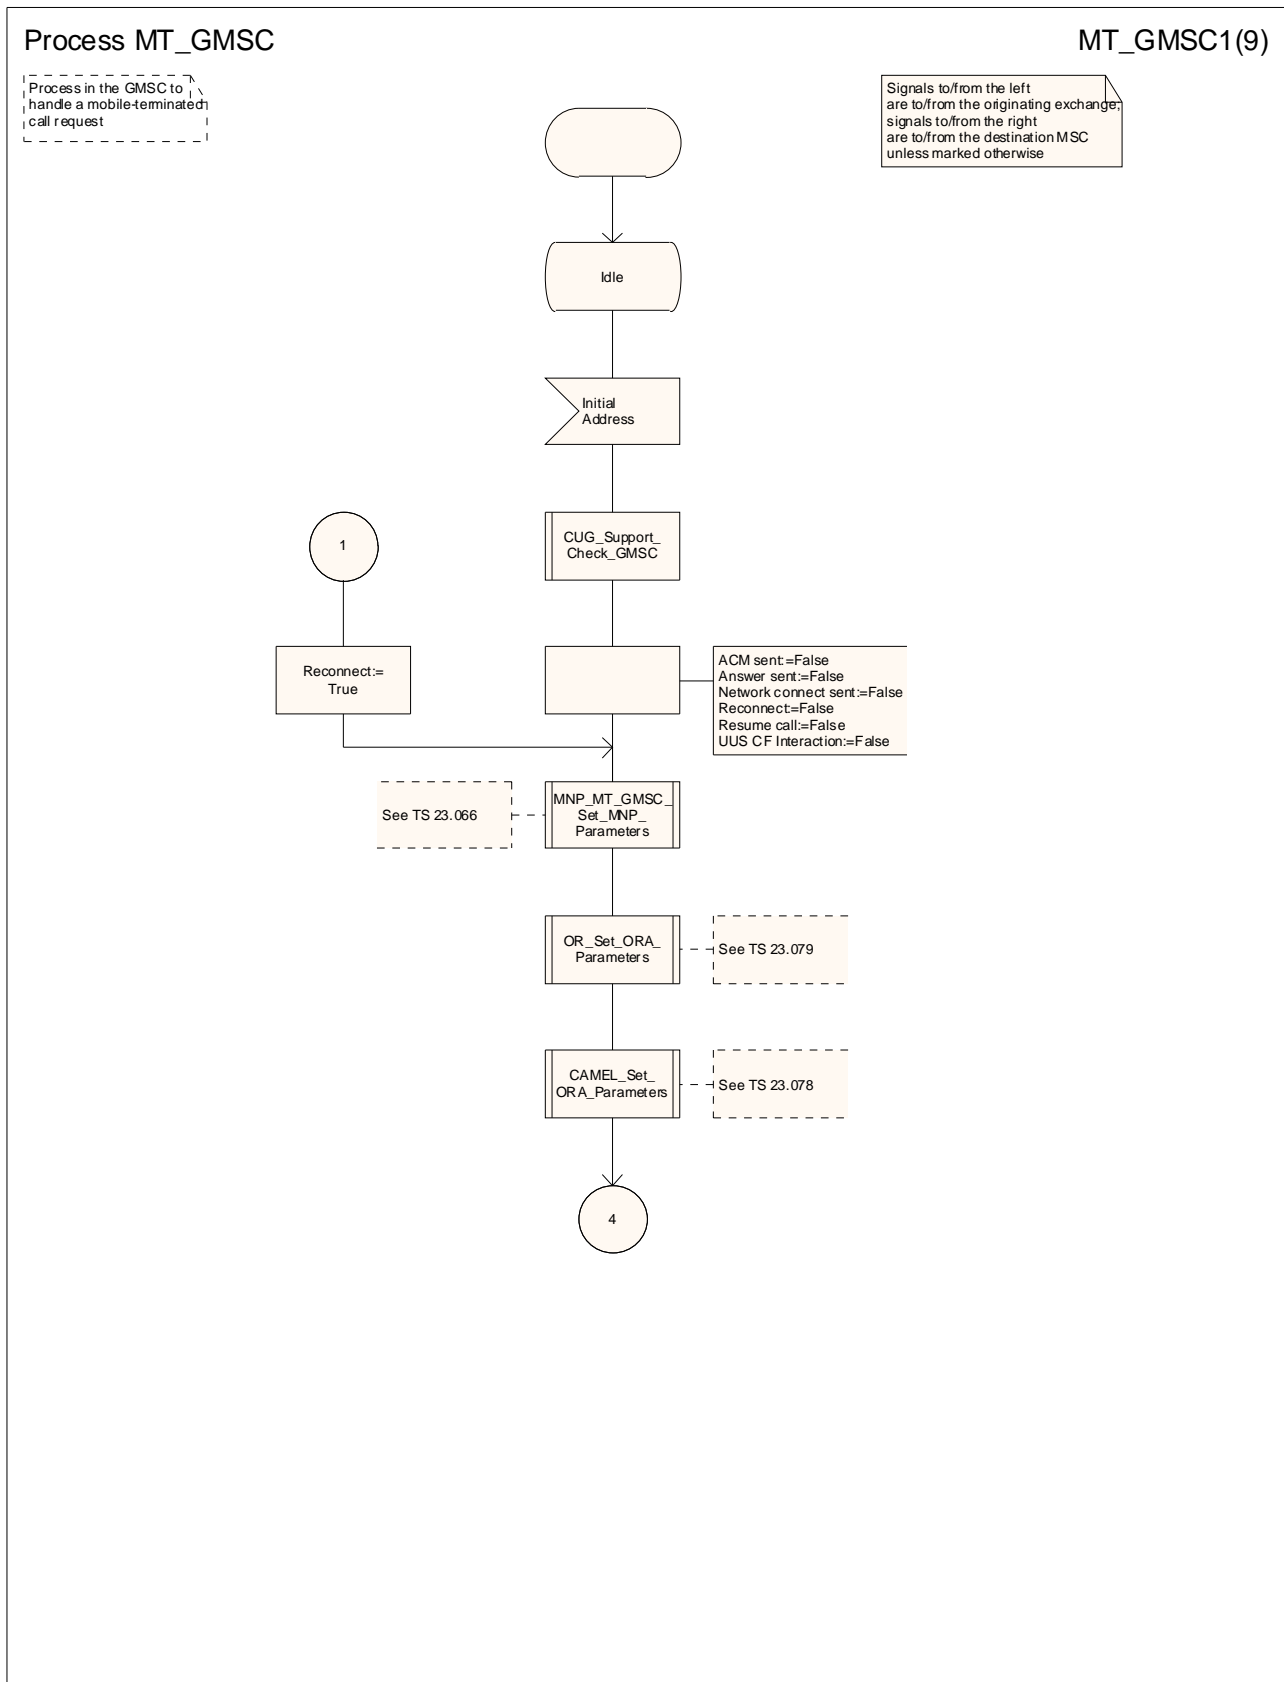 Process MT_GMSC
MT_GMSC1(9)
Process in the GMSC to
handle a mobile-terminated
call request
Signals to/from the left
are to/from the originating exchange;
signals to/from the right
are to/from the destination MSC
unless marked otherwise
Idle
Initial
Address
CUG_Support_
Check_GMSC
1
Reconnect:=
True
ACM sent:=False
Answer sent:=False
Network connect sent:=False
Reconnect:=False
Resume call:=False
UUS CF Interaction:=False
See TS 23.066
MNP_MT_GMSC_
Set_MNP_
Parameters
OR_Set_ORA_
Parameters
See TS 23.079
CAMEL_Set_
ORA_Parameters
See TS 23.078
4